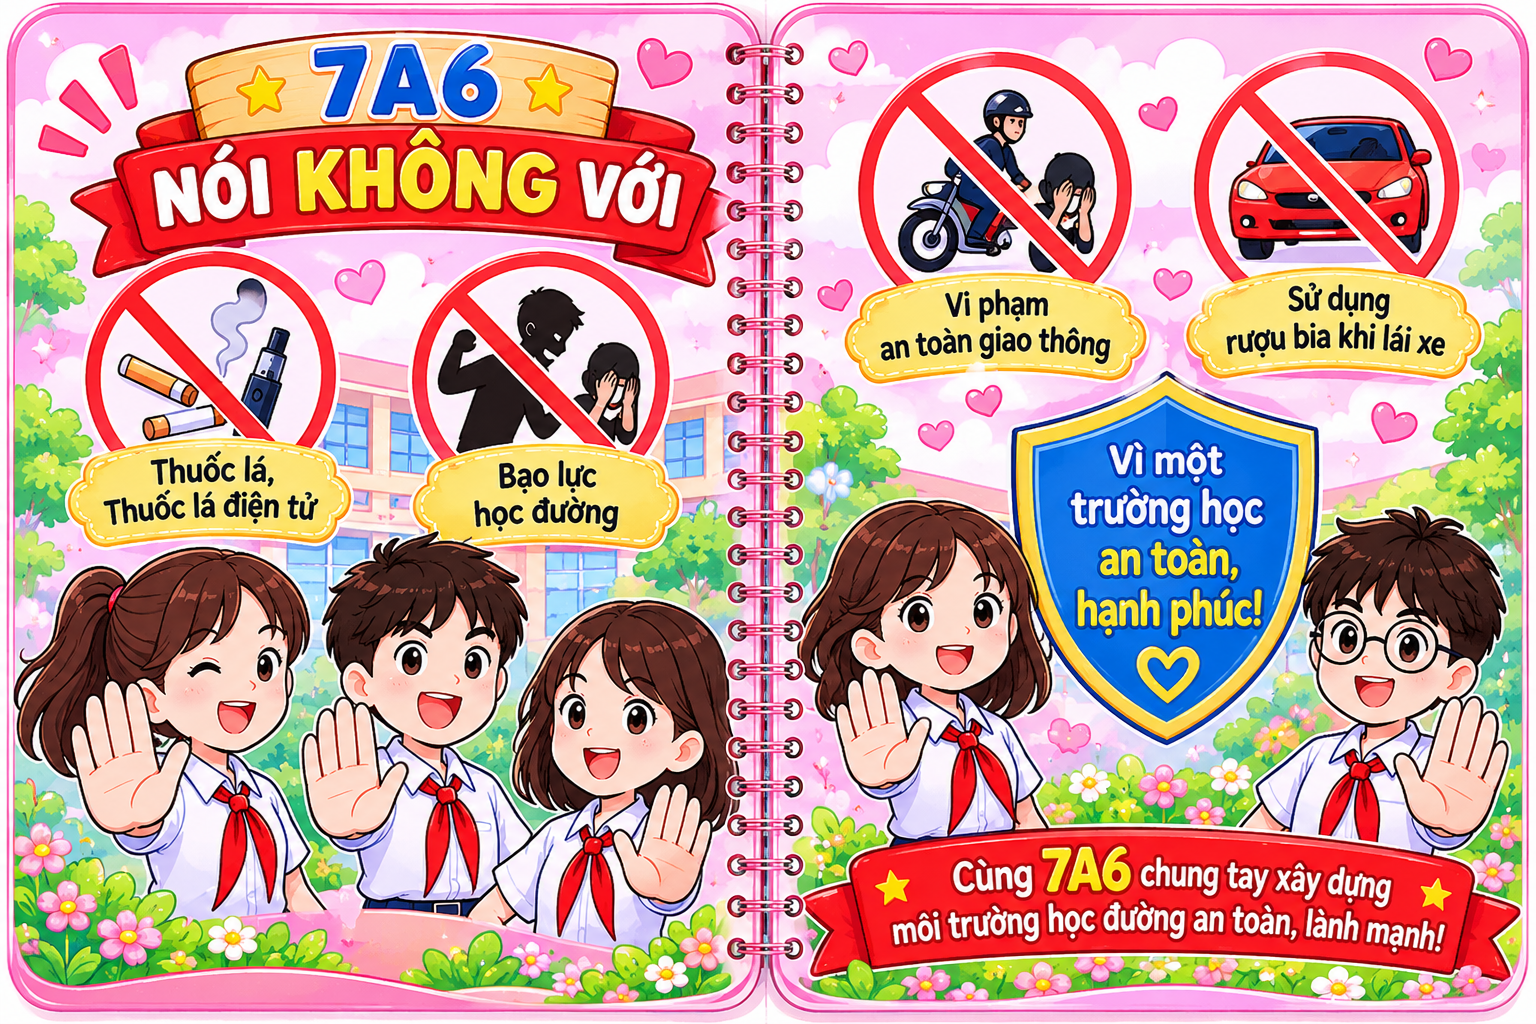 7A6
NÓI KHÔNG VỚI
Thuốc lá,
Thuốc lá điện tử
Bạo lực
học đường
Vi phạm
an toàn giao thông
Sử dụng
rượu bia khi lái xe
Vì một
trường học
an toàn,
hạnh phúc!
Cùng 7A6 chung tay xây dựng
môi trường học đường an toàn, lành mạnh!